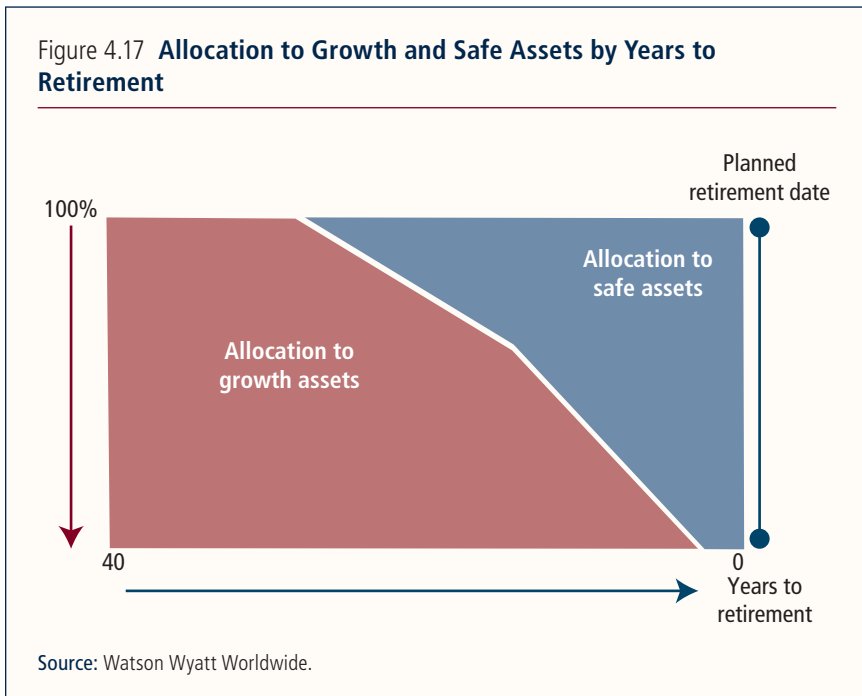 Figure 4.17 Allocation to Growth and Safe Assets by Years to
Retirement
Planned
retirement date
100%
Allocation to
safe assets
Allocation to
growth assets
40
0
Years to
retirement
Source: Watson Wyatt Worldwide.